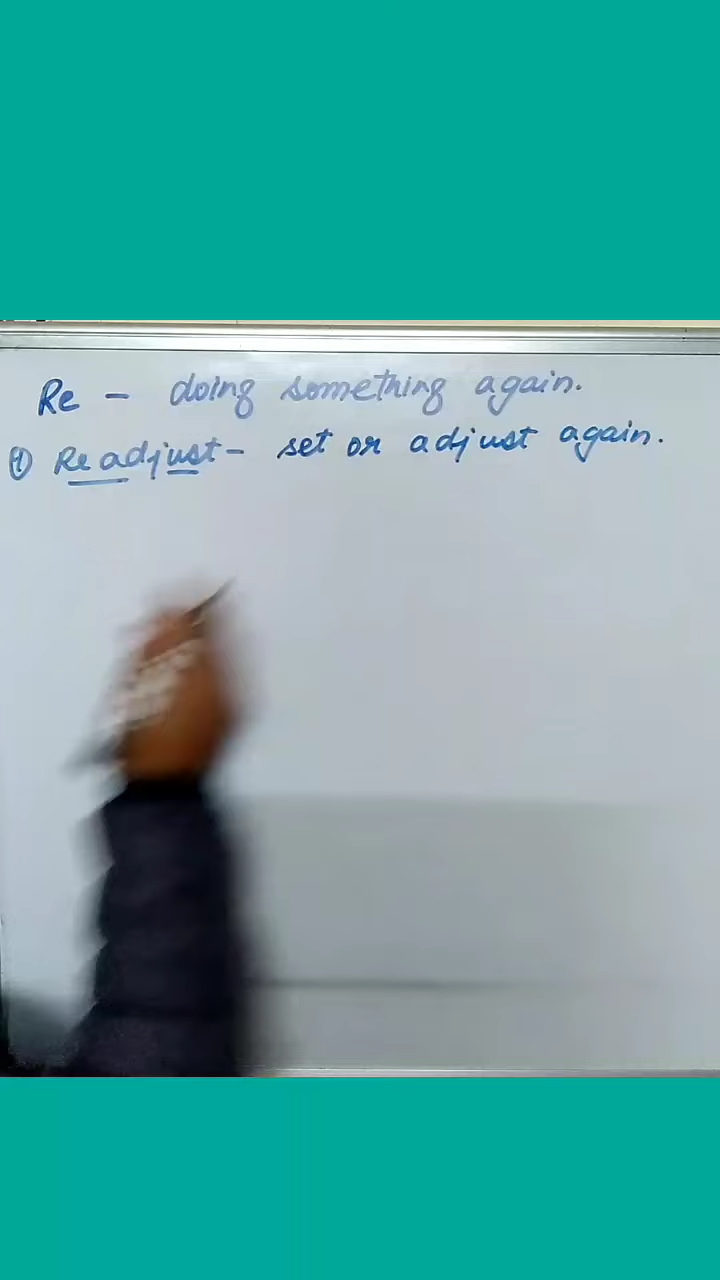 Re - doing something again.
① Readjust - set or adjust again.